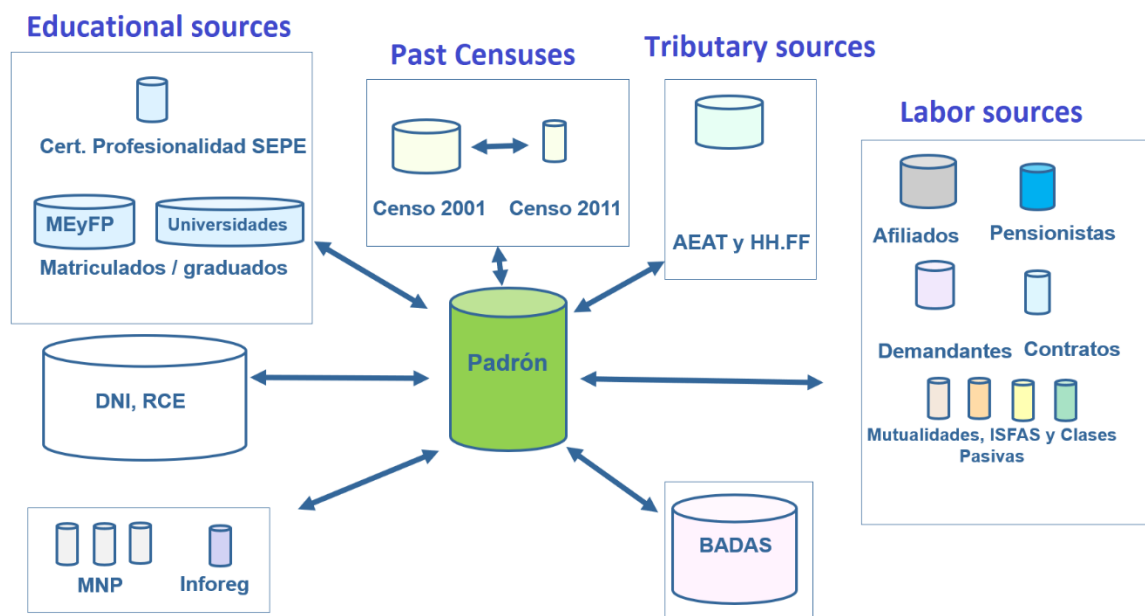 Educational sources
Cert. Profesionalidad SEPE
MEyFP
Universidades
Matriculados / graduados
Past Censuses
Censo 2001
Censo 2011
Tributary sources
AEAT y HH.FF
Labor sources
Afiliados
Pensionistas
Demandantes
Contratos
Mutualidades, ISFAS y Clases
Pasivas
Padrón
DNI, RCE
MNP
Inforeg
BADAS